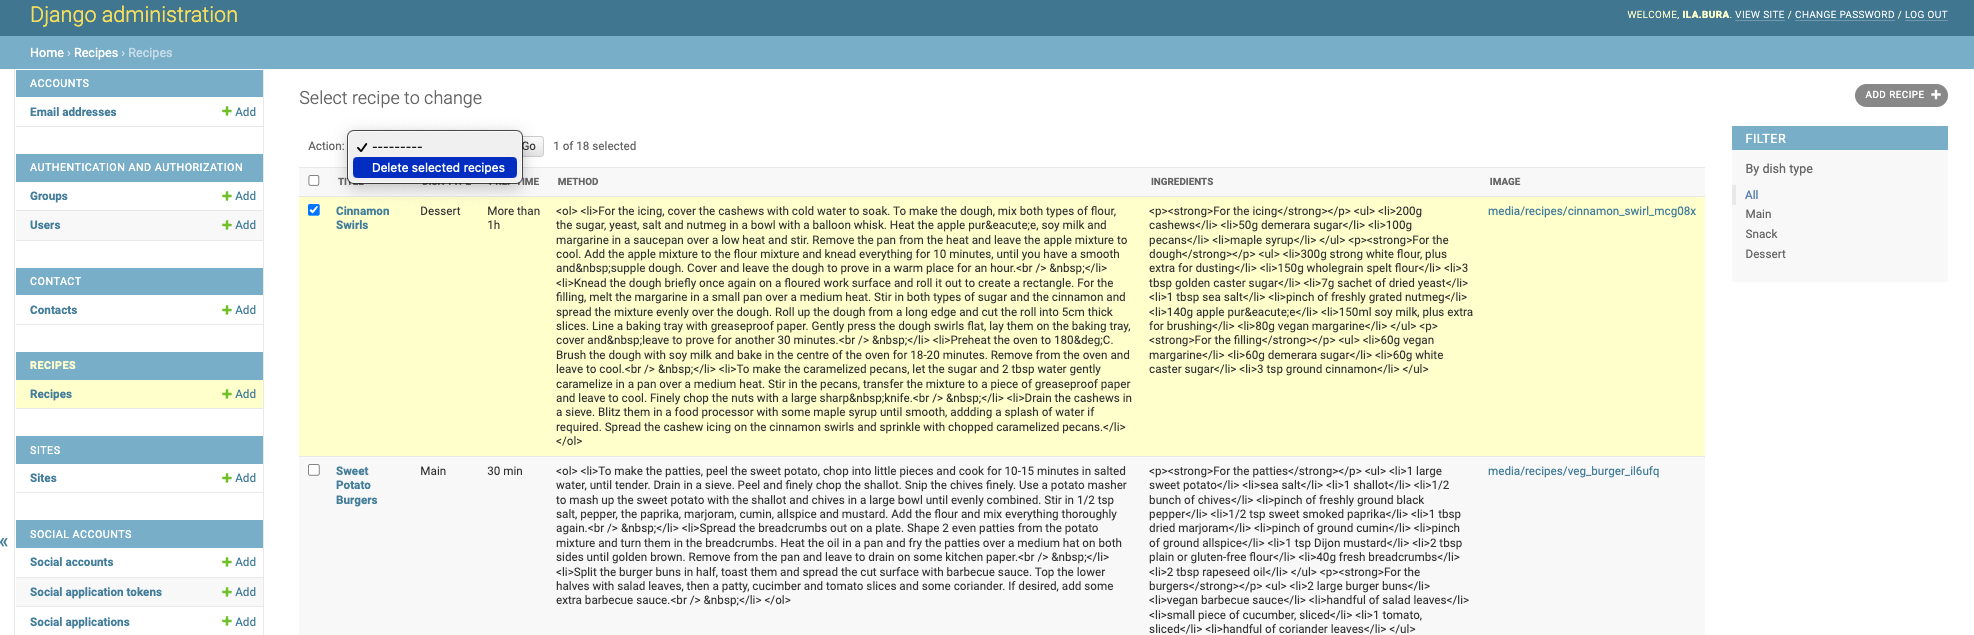 Django administration
WELCOME, ILA.BURA. VIEW SITE / CHANGE PASSWORD / LOG OUT
Home › Recipes › Recipes
ACCOUNTS
Email addresses + Add
AUTHENTICATION AND AUTHORIZATION
Groups + Add
Users + Add
CONTACT
Contacts + Add
RECIPES
Recipes + Add
SITES
Sites + Add
SOCIAL ACCOUNTS
Social accounts + Add
Social application tokens + Add
Social applications + Add
«
Select recipe to change
ADD RECIPE +
Action:
✓ ---------
Delete selected recipes
Go
1 of 18 selected
TIME
METHOD
INGREDIENTS
IMAGE
Cinnamon
Swirls
Dessert
More than
1h
<ol> <li>For the icing, cover the cashews with cold water to soak. To make the dough, mix both types of flour,
the sugar, yeast, salt and nutmeg in a bowl with a balloon whisk. Heat the apple pur&eacute;e, soy milk and
margarine in a saucepan over a low heat and stir. Remove the pan from the heat and leave the apple mixture to
cool. Add the apple mixture to the flour mixture and knead everything for 10 minutes, until you have a smooth
and&nbsp;supple dough. Cover and leave the dough to prove in a warm place for an hour.<br /> &nbsp;</li>
<li>Knead the dough briefly once again on a floured work surface and roll it out to create a rectangle. For the
filling, melt the margarine in a small pan over a medium heat. Stir in both types of sugar and the cinnamon and
spread the mixture evenly over the dough. Roll up the dough from a long edge and cut the roll into 5cm thick
slices. Line a baking tray with greaseproof paper. Gently press the dough swirls flat, lay them on the baking tray,
cover and&nbsp;leave to prove for another 30 minutes.<br /> &nbsp;</li> <li>Preheat the oven to 180&deg;C.
Brush the dough with soy milk and bake in the centre of the oven for 18-20 minutes. Remove from the oven and
leave to cool.<br /> &nbsp;</li> <li>To make the caramelized pecans, let the sugar and 2 tbsp water gently
caramelize in a pan over a medium heat. Stir in the pecans, transfer the mixture to a piece of greaseproof paper
and leave to cool. Finely chop the nuts with a large sharp&nbsp;knife.<br /> &nbsp;</li> <li>Drain the cashews in
a sieve. Blitz them in a food processor with some maple syrup until smooth, addding a splash of water if
required. Spread the cashew icing on the cinnamon swirls and sprinkle with chopped caramelized pecans.</li>
</ol>
<p><strong>For the icing</strong></p> <ul> <li>200g
cashews</li> <li>50g demerara sugar</li> <li>100g
pecans</li> <li>maple syrup</li> </ul> <p><strong>For the
dough</strong></p> <ul> <li>300g strong white flour, plus
extra for dusting</li> <li>150g wholegrain spelt flour</li> <li>3
tbsp golden caster sugar</li> <li>7g sachet of dried yeast</li>
<li>1 tbsp sea salt</li> <li>pinch of freshly grated nutmeg</li>
<li>140g apple pur&eacute;e</li> <li>150ml soy milk, plus extra
for brushing</li> <li>80g vegan margarine</li> </ul> <p>
<strong>For the filling</strong></p> <ul> <li>60g vegan
margarine</li> <li>60g demerara sugar</li> <li>60g white
caster sugar</li> <li>3 tsp ground cinnamon</li> </ul>
media/recipes/cinnamon_swirl_mcg08x
Sweet
Potato
Burgers
Main
30 min
<ol> <li>To make the patties, peel the sweet potato, chop into little pieces and cook for 10-15 minutes in salted
water, until tender. Drain in a sieve. Peel and finely chop the shallot. Snip the chives finely. Use a potato masher
to mash up the sweet potato with the shallot and chives in a large bowl until evenly combined. Stir in 1/2 tsp
salt, pepper, the paprika, marjoram, cumin, allspice and mustard. Add the flour and mix everything thoroughly
again.<br /> &nbsp;</li> <li>Spread the breadcrumbs out on a plate. Shape 2 even patties from the potato
mixture and turn them in the breadcrumbs. Heat the oil in a pan and fry the patties over a medium hat on both
sides until golden brown. Remove from the pan and leave to drain on some kitchen paper.<br /> &nbsp;</li>
<li>Split the burger buns in half, toast them and spread the cut surface with barbecue sauce. Top the lower
halves with salad leaves, then a patty, cucimber and tomato slices and some coriander. If desired, add some
extra barbecue sauce.<br /> &nbsp;</li> </ol>
<p><strong>For the patties</strong></p> <ul> <li>1 large
sweet potato</li> <li>sea salt</li> <li>1 shallot</li> <li>1/2
bunch of chives</li> <li>pinch of freshly ground black
pepper</li> <li>1/2 tsp sweet smoked paprika</li> <li>1 tbsp
dried marjoram</li> <li>pinch of ground cumin</li> <li>pinch
of ground allspice</li> <li>1 tsp Dijon mustard</li> <li>2 tbsp
plain or gluten-free flour</li> <li>40g fresh breadcrumbs</li>
<li>2 tbsp rapeseed oil</li> </ul> <p><strong>For the
burgers</strong></p> <ul> <li>2 large burger buns</li>
<li>vegan barbecue sauce</li> <li>handful of salad leaves</li>
<li>small piece of cucumber, sliced</li> <li>1 tomato,
sliced</li> <li>handful of coriander leaves</li> </ul>
media/recipes/veg_burger_il6ufq
FILTER
By dish type
All
Main
Snack
Dessert